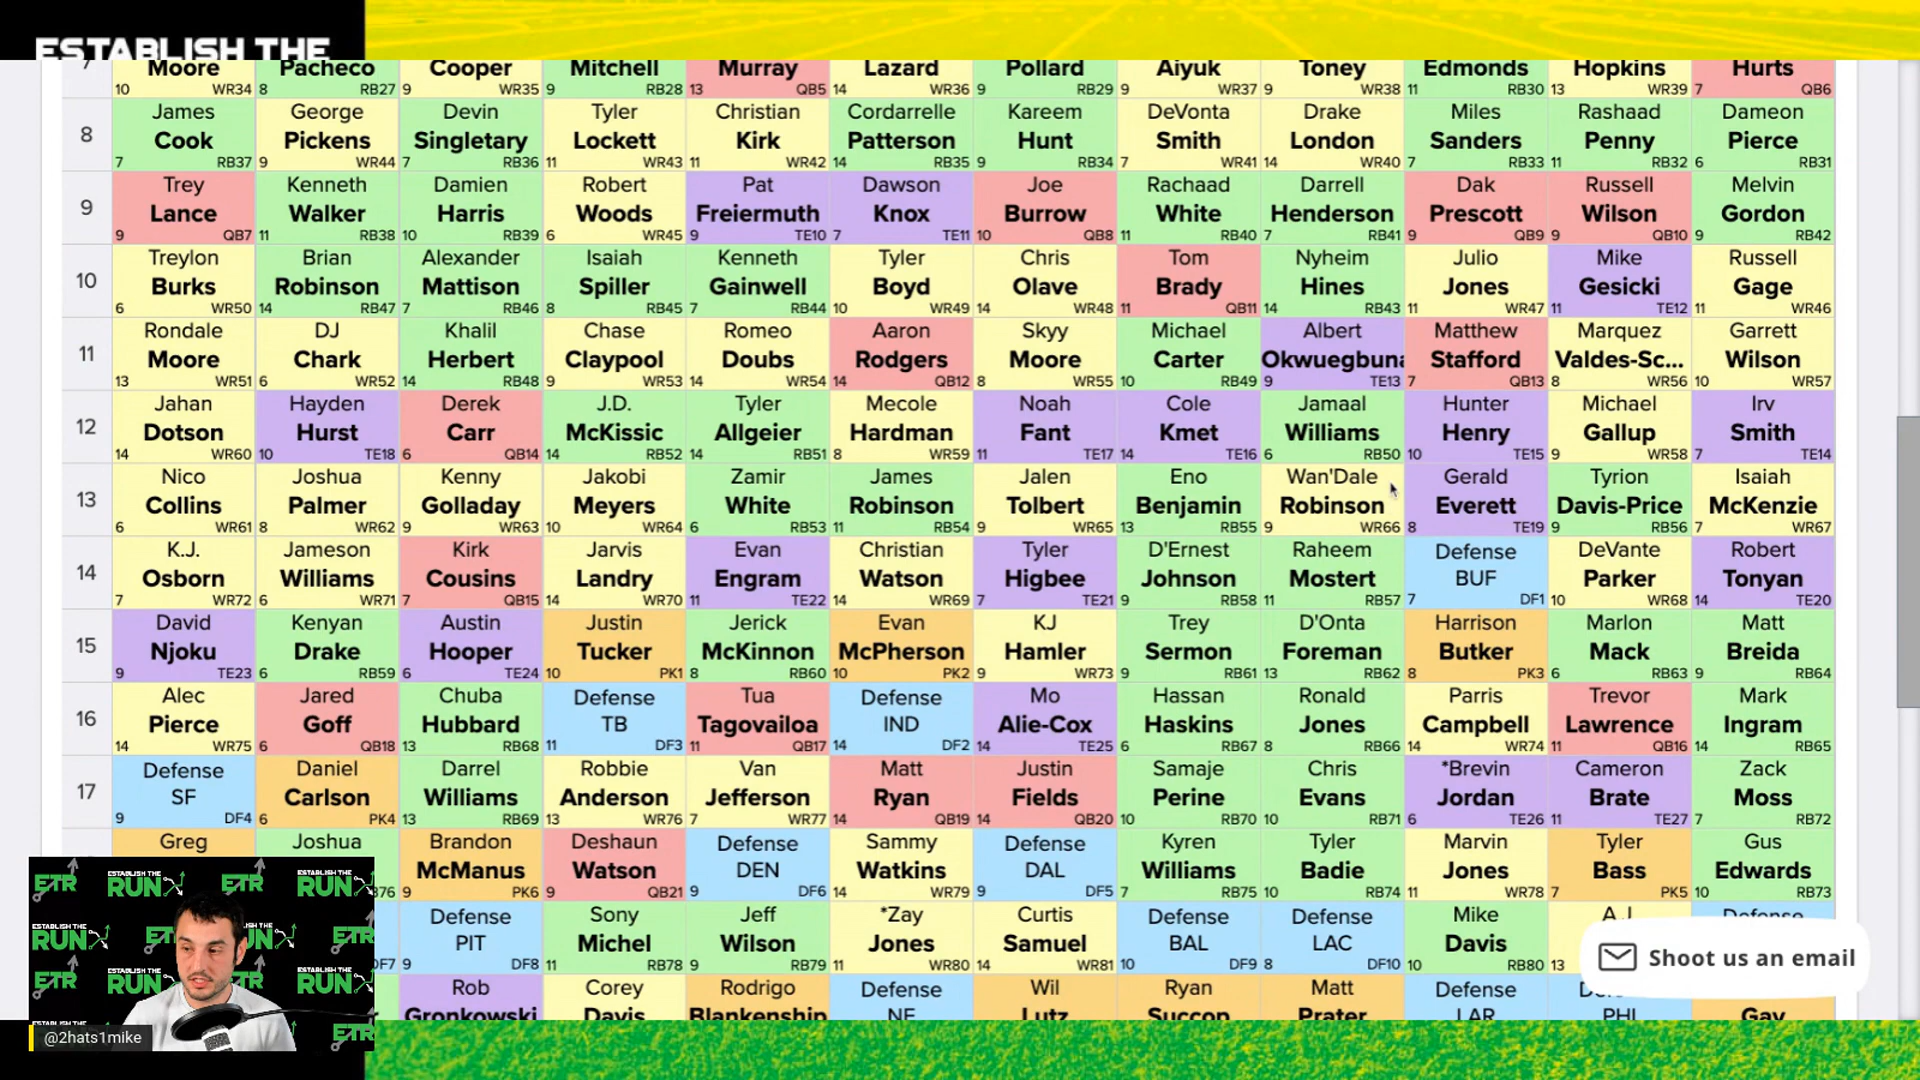 ESTABLISH THE
7
Moore
10 WR34
Pacheco
8 RB27
Cooper
9 WR35
Mitchell
9 RB28
Murray
13 QB5
Lazard
14 WR36
Pollard
9 RB29
Aiyuk
9 WR37
Toney
9 WR38
Edmonds
11 RB30
Hopkins
13 WR39
Hurts
7 QB6
8
James
Cook
7 RB37
George
Pickens
9 WR44
Devin
Singletary
7 RB36
Tyler
Lockett
11 WR43
Christian
Kirk
11 WR42
Cordarrelle
Patterson
14 RB35
Kareem
Hunt
9 RB34
DeVonta
Smith
7 WR41
Drake
London
14 WR40
Miles
Sanders
7 RB33
Rashaad
Penny
11 RB32
Dameon
Pierce
6 RB31
9
Trey
Lance
9 QB7
Kenneth
Walker
11 RB38
Damien
Harris
10 RB39
Robert
Woods
6 WR45
Pat
Freiermuth
9 TE10
Dawson
Knox
7 TE11
Joe
Burrow
10 QB8
Rachaad
White
11 RB40
Darrell
Henderson
7 RB41
Dak
Prescott
9 QB9
Russell
Wilson
9 QB10
Melvin
Gordon
9 RB42
10
Treylon
Burks
6 WR50
Brian
Robinson
14 RB47
Alexander
Mattison
7 RB46
Isaiah
Spiller
8 RB45
Kenneth
Gainwell
7 RB44
Tyler
Boyd
10 WR49
Chris
Olave
14 WR48
Tom
Brady
11 QB11
Nyheim
Hines
14 RB43
Julio
Jones
11 WR47
Mike
Gesicki
11 TE12
Russell
Gage
11 WR46
11
Rondale
Moore
13 WR51
DJ
Chark
6 WR52
Khalil
Herbert
14 RB48
Chase
Claypool
9 WR53
Romeo
Doubs
14 WR54
Aaron
Rodgers
14 QB12
Skyy
Moore
8 WR55
Michael
Carter
10 RB49
Albert
Okwuegbuna
9 TE13
Matthew
Stafford
7 QB13
Marquez
Valdes-Sc...
8 WR56
Garrett
Wilson
10 WR57
12
Jahan
Dotson
14 WR60
Hayden
Hurst
10 TE18
Derek
Carr
6 QB14
J.D.
McKissic
14 RB52
Tyler
Allgeier
14 RB51
Mecole
Hardman
8 WR59
Noah
Fant
11 TE17
Cole
Kmet
14 TE16
Jamaal
Williams
6 RB50
Hunter
Henry
10 TE15
Michael
Gallup
9 WR58
Irv
Smith
7 TE14
13
Nico
Collins
6 WR61
Joshua
Palmer
8 WR62
Kenny
Golladay
9 WR63
Jakobi
Meyers
10 WR64
Zamir
White
6 RB53
James
Robinson
11 RB54
Jalen
Tolbert
9 WR65
Eno
Benjamin
13 RB55
Wan'Dale
Robinson
9 WR66
Gerald
Everett
8 TE19
Tyrion
Davis-Price
9 RB56
Isaiah
McKenzie
7 WR67
14
K.J.
Osborn
7 WR72
Jameson
Williams
6 WR71
Kirk
Cousins
7 QB15
Jarvis
Landry
14 WR70
Evan
Engram
11 TE22
Christian
Watson
14 WR69
Tyler
Higbee
7 TE21
D'Ernest
Johnson
9 RB58
Raheem
Mostert
11 RB57
Defense
BUF
7 DF1
DeVante
Parker
10 WR68
Robert
Tonyan
14 TE20
15
David
Njoku
9 TE23
Kenyan
Drake
6 RB59
Austin
Hooper
6 TE24
Justin
Tucker
10 PK1
Jerick
McKinnon
8 RB60
Evan
McPherson
10 PK2
KJ
Hamler
9 WR73
Trey
Sermon
9 RB61
D'Onta
Foreman
13 RB62
Harrison
Butker
8 PK3
Marlon
Mack
6 RB63
Matt
Breida
9 RB64
16
Alec
Pierce
14 WR75
Jared
Goff
6 QB18
Chuba
Hubbard
13 RB68
Defense
TB
11 DF3
Tua
Tagovailoa
11 QB17
Defense
IND
14 DF2
Mo
Alie-Cox
14 TE25
Hassan
Haskins
6 RB67
Ronald
Jones
8 RB66
Parris
Campbell
14 WR74
Trevor
Lawrence
11 QB16
Mark
Ingram
14 RB65
17
Defense
SF
9 DF4
Daniel
Carlson
6 PK4
Darrel
Williams
13 RB69
Robbie
Anderson
13 WR76
Van
Jefferson
7 WR77
Matt
Ryan
14 QB19
Justin
Fields
14 QB20
Samaje
Perine
10 RB70
Chris
Evans
10 RB71
*Brevin
Jordan
6 TE26
Cameron
Brate
11 TE27
Zack
Moss
7 RB72
Greg
Joshua
B76
Brandon
McManus
9 PK6
Deshaun
Watson
9 QB21
Defense
DEN
9 DF6
Sammy
Watkins
14 WR79
Defense
DAL
9 DF5
Kyren
Williams
7 RB75
Tyler
Badie
10 RB74
Marvin
Jones
11 WR78
Tyler
Bass
7 PK5
Gus
Edwards
10 RB73
DF7
Defense
PIT
9 DF8
Sony
Michel
11 RB78
Jeff
Wilson
9 RB79
*Zay
Jones
11 WR80
Curtis
Samuel
14 WR81
Defense
BAL
10 DF9
Defense
LAC
8 DF10
Mike
Davis
10 RB80
A.J.
13
Defense
Rob
Gronkowski
Corey
Davis
Rodrigo
Blankenship
Defense
NE
Wil
Lutz
Ryan
Succop
Matt
Prater
Defense
LAR
PHI
Gay
Shoot us an email
ETR
ESTABLISH THE
RUN
@2hats1mike